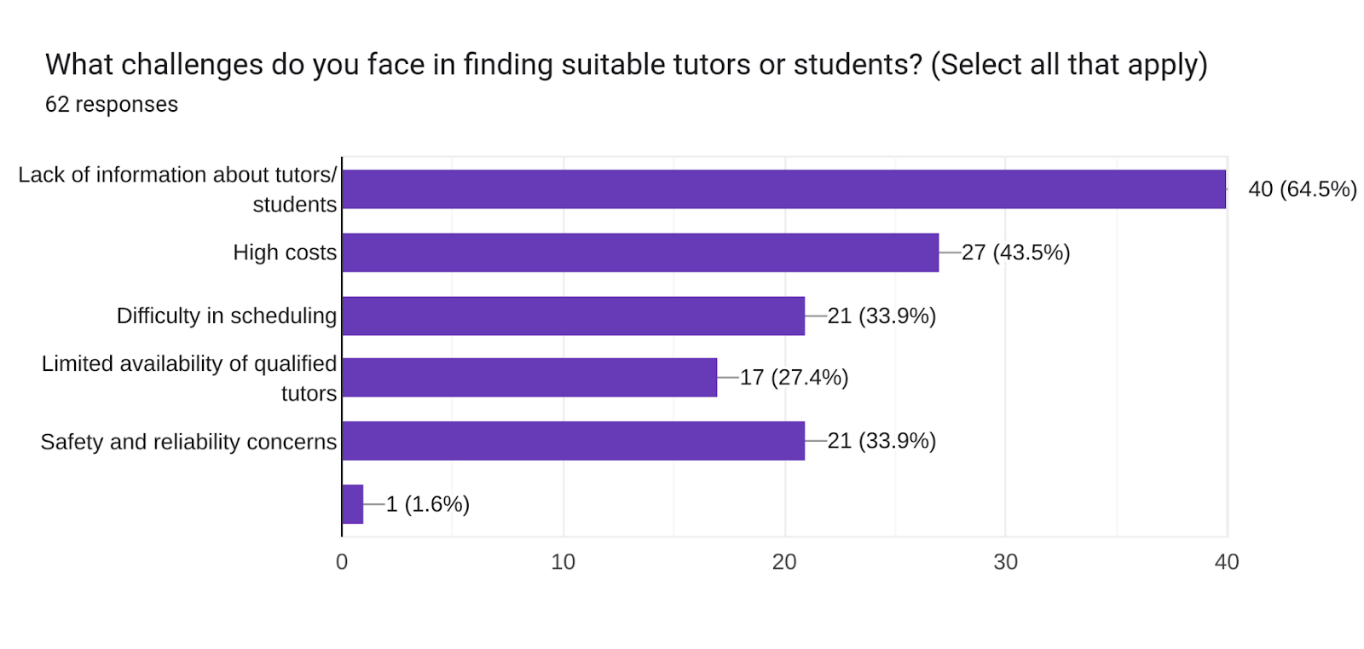 What challenges do you face in finding suitable tutors or students? (Select all that apply)
62 responses
Lack of information about tutors/
students
40 (64.5%)
High costs
27 (43.5%)
Difficulty in scheduling
21 (33.9%)
Limited availability of qualified
tutors
17 (27.4%)
Safety and reliability concerns
21 (33.9%)
1 (1.6%)
0 10 20 30 40